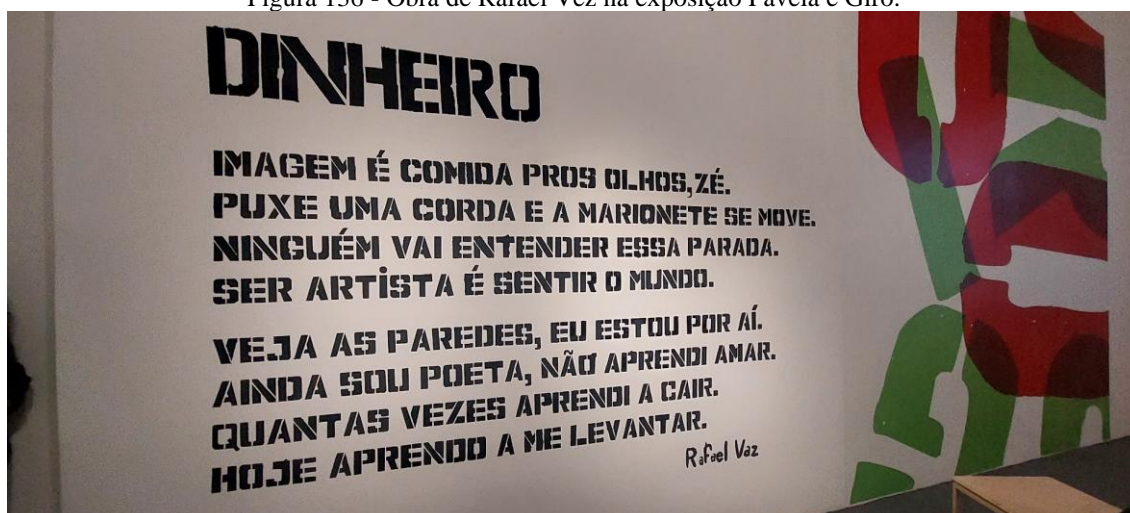 Figura 136 - Obra de Rafael Vez na exposição Favela é Giro.
DINHEIRO
IMAGEM É COMIDA PROS OLHOS, ZÉ.
PUXE UMA CORDA E A MARIONETE SE MOVE.
NINGUÉM VAI ENTENDER ESSA PARADA.
SER ARTISTA É SENTIR O MUNDO.
VEJA AS PAREDES, EU ESTOU POR AÍ.
AINDA SOU POETA, NÃO APRENDI AMAR.
QUANTAS VEZES APRENDI A CAIR.
HOJE APRENDO A ME LEVANTAR.
Rafael Vaz